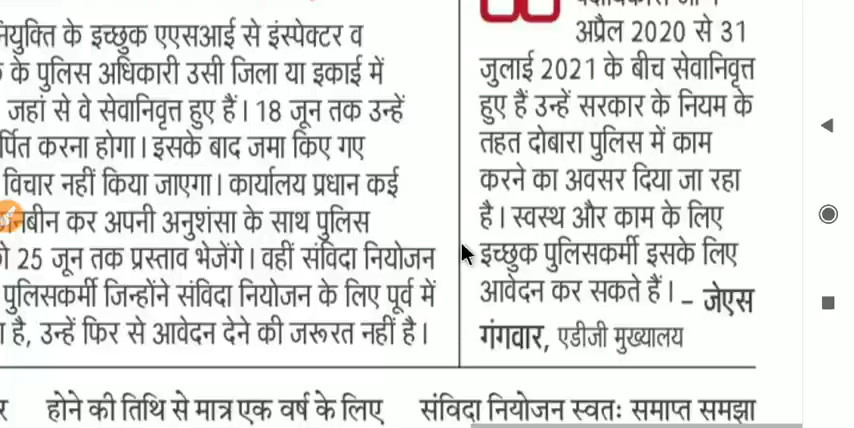 के इच्छुक एएसआई से इंस्पेक्टर व
के पुलिस अधिकारी उसी जिला या इकाई में
जहां से वे सेवानिवृत्त हुए हैं। 18 जून तक उन्हें
करना होगा। इसके बाद जमा किए गए
विचार नहीं किया जाएगा। कार्यालय प्रधान कई
कर अपनी अनुशंसा के साथ पुलिस
25 जून तक प्रस्ताव भेजेंगे। वहीं संविदा नियोजन
पुलिसकर्मी जिन्होंने संविदा नियोजन के लिए पूर्व में
है, उन्हें फिर से आवेदन देने की जरूरत नहीं है।
अप्रैल 2020 से 31
जुलाई 2021 के बीच सेवानिवृत्त
हुए हैं उन्हें सरकार के नियम के
तहत दोबारा पुलिस में काम
करने का अवसर दिया जा रहा
है। स्वस्थ और काम के लिए
इच्छुक पुलिसकर्मी इसके लिए
आवेदन कर सकते हैं। – जेएस
गंगवार, एडीजी मुख्यालय
होने की तिथि से मात्र एक वर्ष के लिए
संविदा नियोजन स्वतः समाप्त समझा